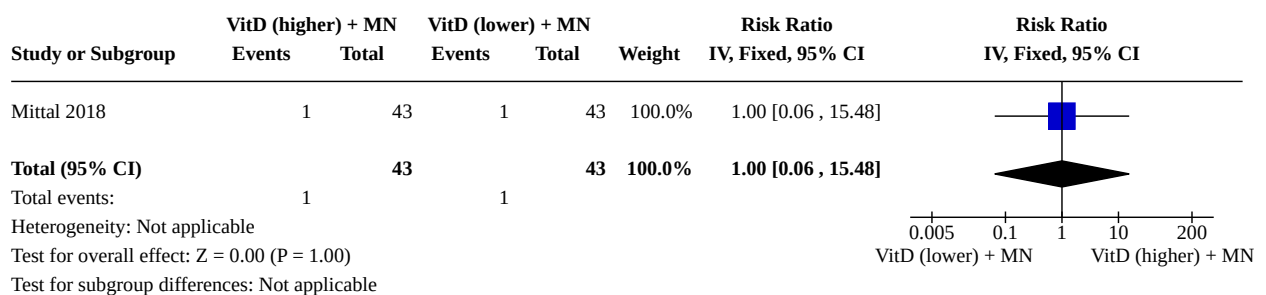 VitD (higher) + MN VitD (lower) + MN Risk Ratio Risk Ratio
Study or Subgroup Events Total Events Total Weight IV, Fixed, 95% CI IV, Fixed, 95% CI
Mittal 2018 1 43 1 43 100.0% 1.00 [0.06 , 15.48]
Total (95% CI) 43 43 100.0% 1.00 [0.06 , 15.48]
Total events: 1 1
Heterogeneity: Not applicable
0.005 0.1 1 10 200
Test for overall effect: Z = 0.00 (P = 1.00) VitD (lower) + MN VitD (higher) + MN
Test for subgroup differences: Not applicable